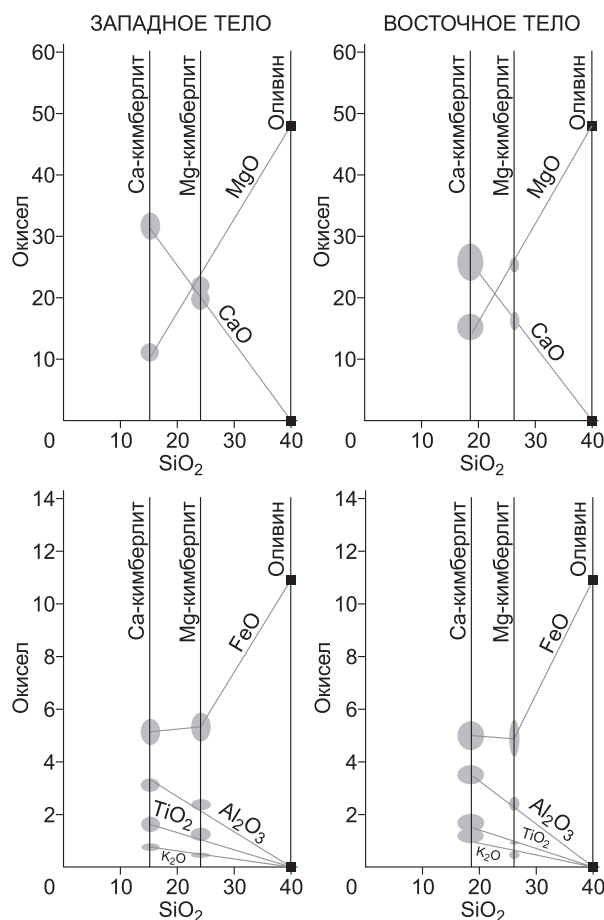 ЗАПАДНОЕ ТЕЛО
60
50
40
30
20
10
0
10
20
30
40
Окисел
SiO₂
Са-кимберлит
Mg-кимберлит
Оливин
MgO
CaO
ВОСТОЧНОЕ ТЕЛО
60
50
40
30
20
10
0
10
20
30
40
Окисел
SiO₂
Са-кимберлит
Mg-кимберлит
Оливин
MgO
CaO
14
12
10
8
6
4
2
0
10
20
30
40
Окисел
SiO₂
Са-кимберлит
Mg-кимберлит
Оливин
FeO
Al₂O₃
TiO₂
K₂O
14
12
10
8
6
4
2
0
10
20
30
40
Окисел
SiO₂
Са-кимберлит
Mg-кимберлит
Оливин
FeO
Al₂O₃
TiO₂
K₂O